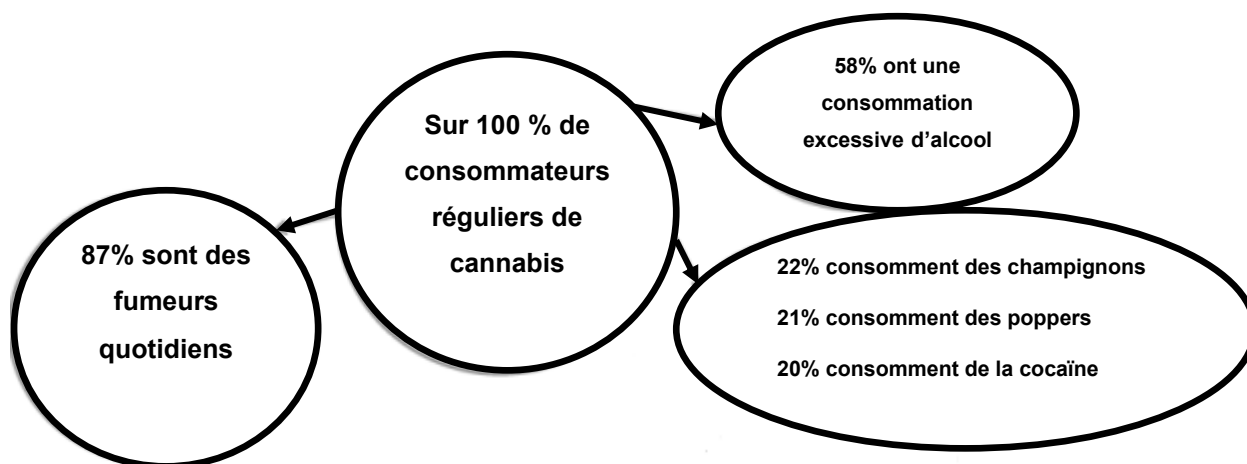 58% ont une
consommation
excessive d'alcool
Sur 100 % de
consommateurs
réguliers de
cannabis
87% sont des
fumeurs
quotidiens
22% consomment des champignons
21% consomment des poppers
20% consomment de la cocaïne